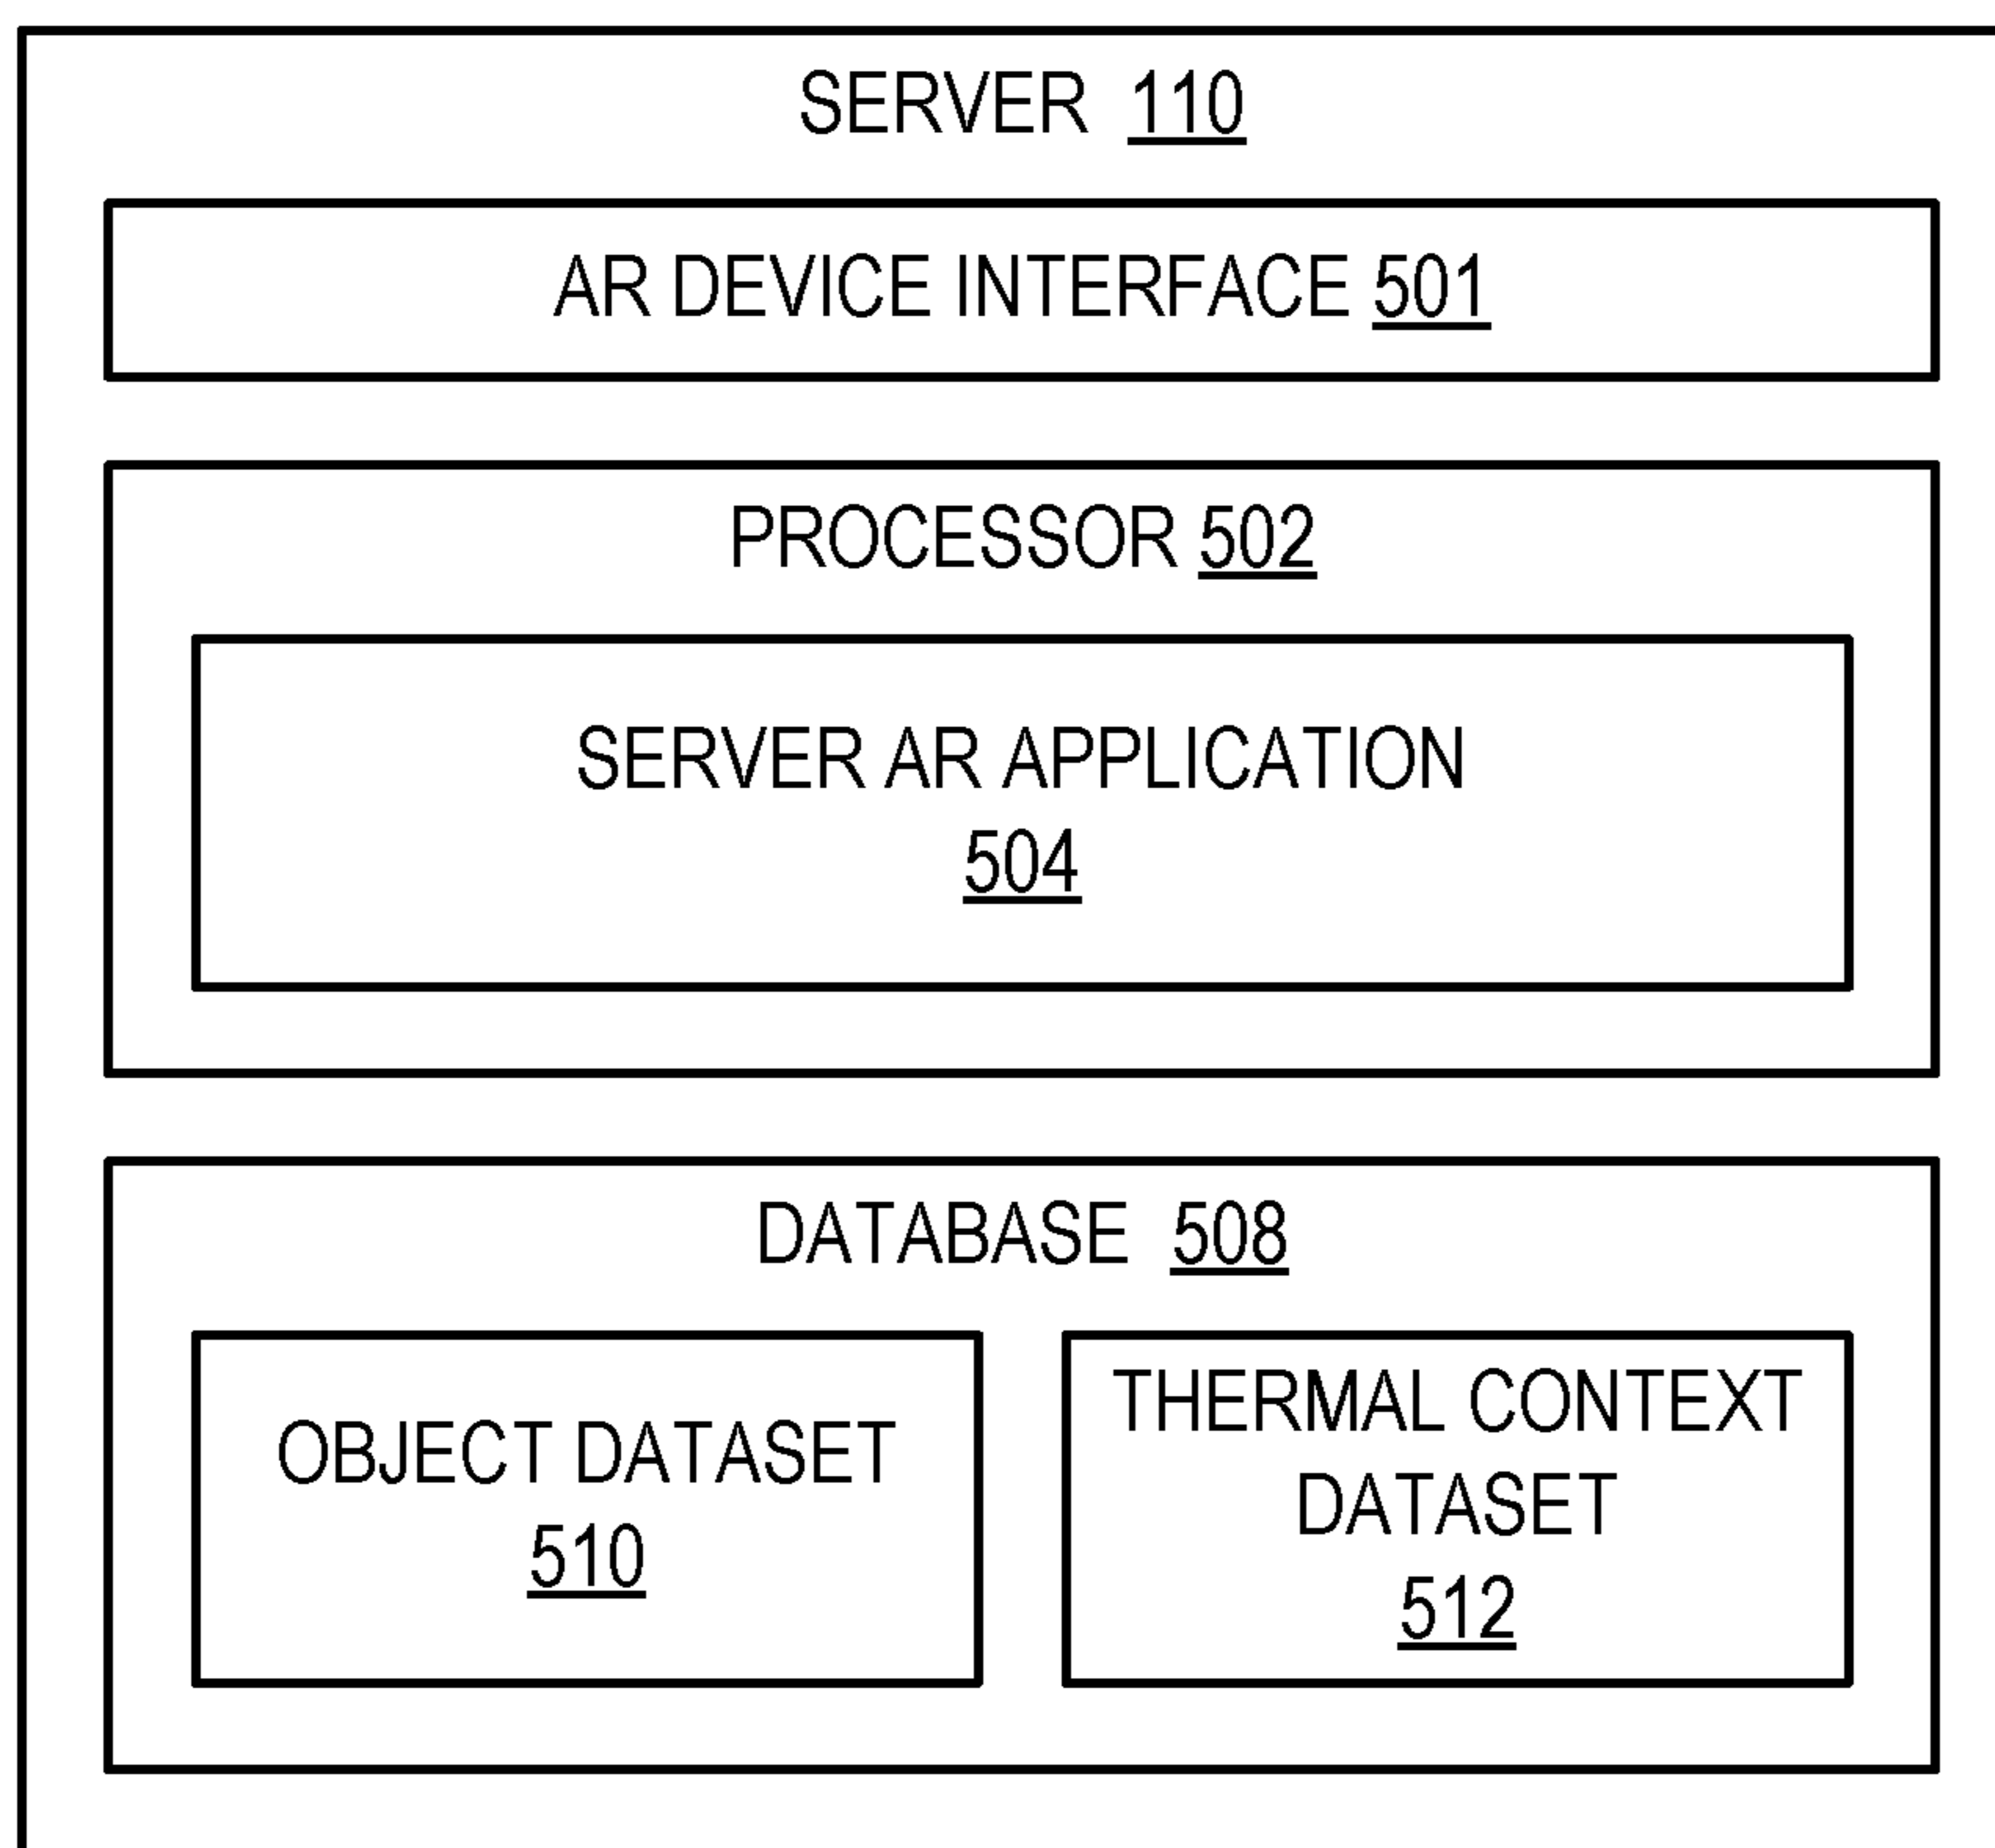 SERVER 110
AR DEVICE INTERFACE 501
PROCESSOR 502
SERVER AR APPLICATION
504
DATABASE 508
OBJECT DATASET
510
THERMAL CONTEXT
DATASET
512